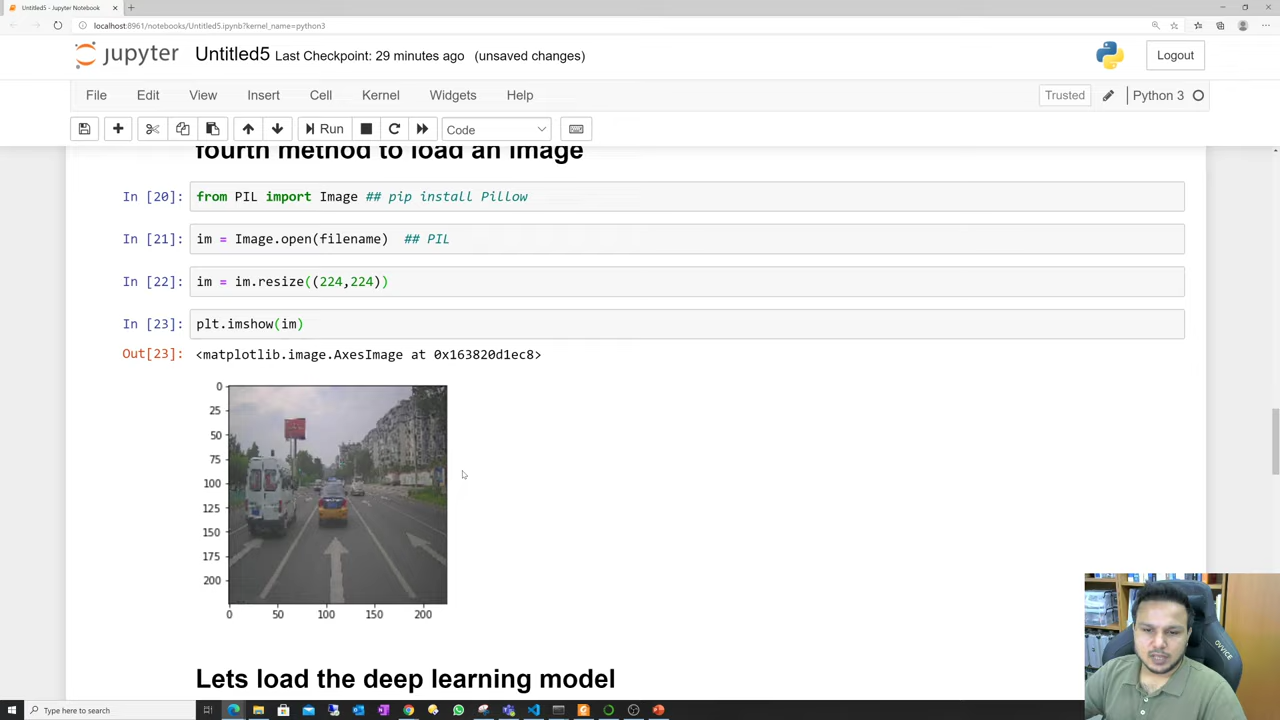 Untitled5 - Jupyter Notebook
localhost:8961/notebooks/Untitled5.ipynb?kernel_name=python3
jupyter Untitled5 Last Checkpoint: 29 minutes ago (unsaved changes)
Logout
File Edit View Insert Cell Kernel Widgets Help
Trusted
Python 3
Run
Code
fourth method to load an image
In [20]: from PIL import Image ## pip install Pillow
In [21]: im = Image.open(filename) ## PIL
In [22]: im = im.resize((224,224))
In [23]: plt.imshow(im)
Out[23]: <matplotlib.image.AxesImage at 0x163820d1ec8>
0
25
50
75
100
125
150
175
200
0 50 100 150 200
Lets load the deep learning model
OVVICE
Type here to search